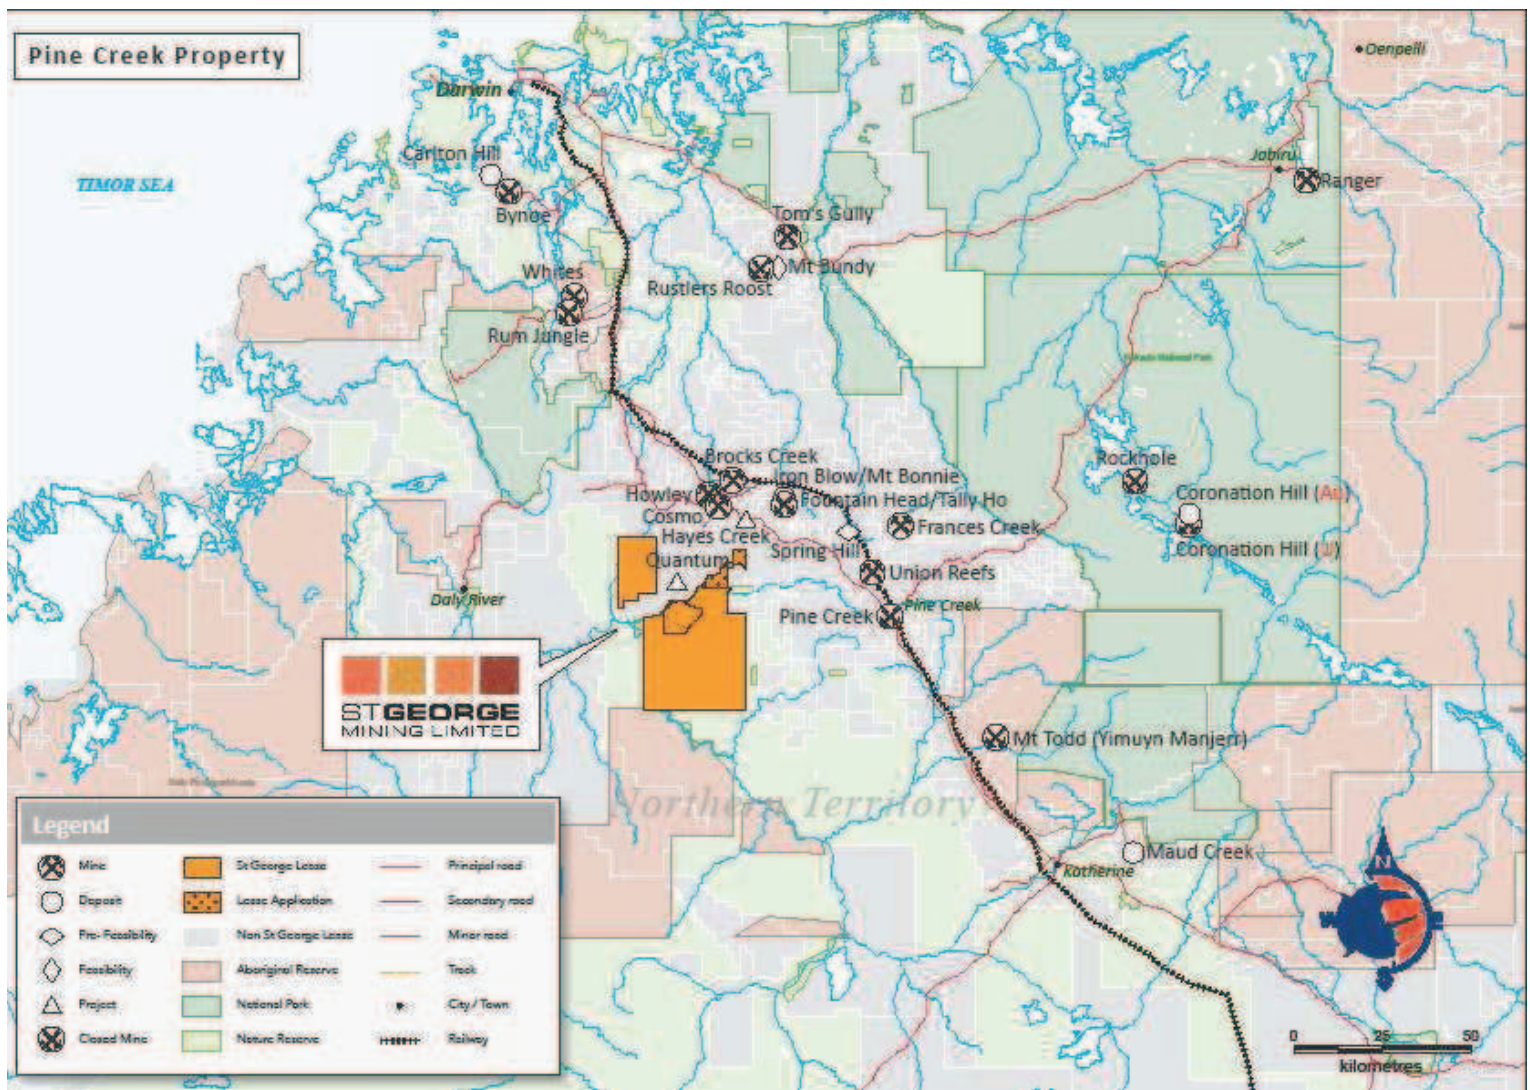 Pine Creek Property
Oenpelli
Darwin
Carlton Hill
Jabiru
TIMOR SEA
Ranger
Bynoe
Tom's Gully
Whites
Mt Bundy
Rustlers Roost
Rum Jungle
Kakadu National Park
Brocks Creek
Rockhole
Iron Blow/Mt Bonnie
Howley
Fountain Head/Tally Ho
Coronation Hill (Au)
Cosmo
Frances Creek
Hayes Creek
Spring Hill
Coronation Hill (U)
Quantum
Union Reefs
Daly River
Pine Creek
Pine Creek
ST GEORGE
MINING LIMITED
Mt Todd (Yimuyn Manjerr)
Northern Territory
Maud Creek
Katherine
Legend
Mine
St George Lease
Principal road
Deposit
Lease Application
Secondary road
Pre-Feasibility
Non St George Lease
Minor road
Feasibility
Aboriginal Reserve
Track
Project
National Park
City / Town
Closed Mine
Nature Reserve
Railway
N
W
E
S
0 25 50
kilometres